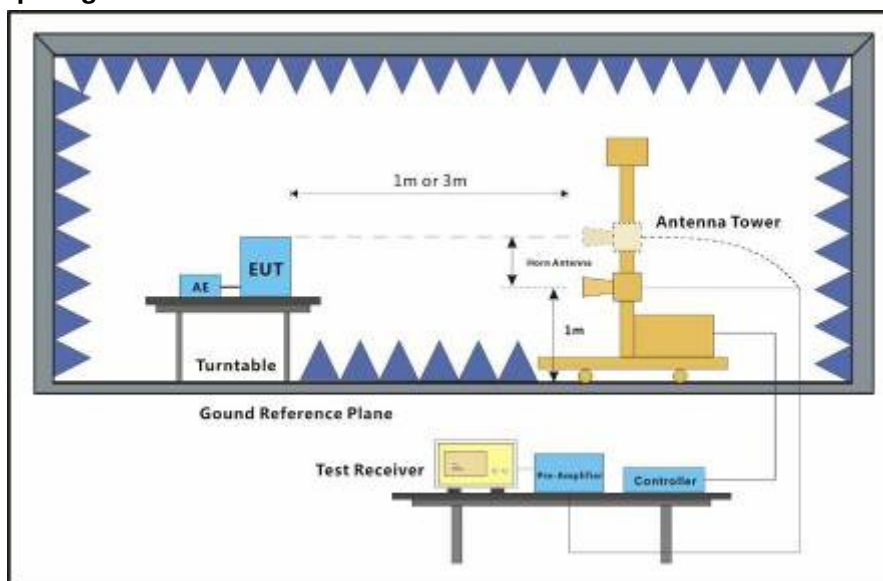 1m or 3m
Antenna Tower
Horn Antenna
EUT
AE
1m
Turntable
Gound Reference Plane
Test Receiver
Pre-Amplifier
Controller